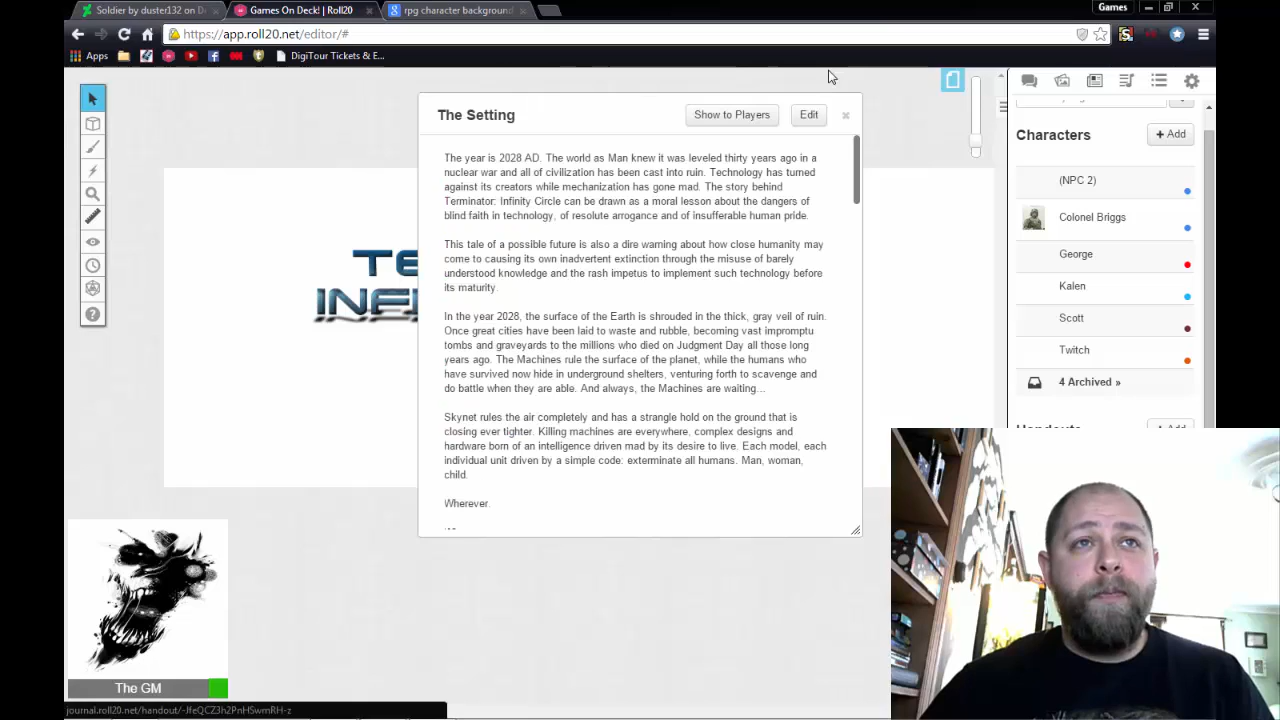 Soldier by duster132 on D
Games On Deck! | Roll20
rpg character background
Games
https://app.roll20.net/editor/#
Apps
DigiTour Tickets & E...
The Setting
Show to Players
Edit
The year is 2028 AD. The world as Man knew it was leveled thirty years ago in a
nuclear war and all of civilization has been cast into ruin. Technology has turned
against its creators while mechanization has gone mad. The story behind
Terminator: Infinity Circle can be drawn as a moral lesson about the dangers of
blind faith in technology, of resolute arrogance and of insufferable human pride.
This tale of a possible future is also a dire warning about how close humanity may
come to causing its own inadvertent extinction through the misuse of barely
understood knowledge and the rash impetus to implement such technology before
its maturity.
In the year 2028, the surface of the Earth is shrouded in the thick, gray veil of ruin.
Once great cities have been laid to waste and rubble, becoming vast impromptu
tombs and graveyards to the millions who died on Judgment Day all those long
years ago. The Machines rule the surface of the planet, while the humans who
have survived now hide in underground shelters, venturing forth to scavenge and
do battle when they are able. And always, the Machines are waiting...
Skynet rules the air completely and has a strangle hold on the ground that is
closing ever tighter. Killing machines are everywhere, complex designs and
hardware born of an intelligence driven mad by its desire to live. Each model, each
individual unit driven by a simple code: exterminate all humans. Man, woman,
child.
Wherever.
TE
INF
Characters
+ Add
(NPC 2)
Colonel Briggs
George
Kalen
Scott
Twitch
4 Archived »
The GM
journal.roll20.net/handout/-JfeQCZ3h2PnHSwmRH-z